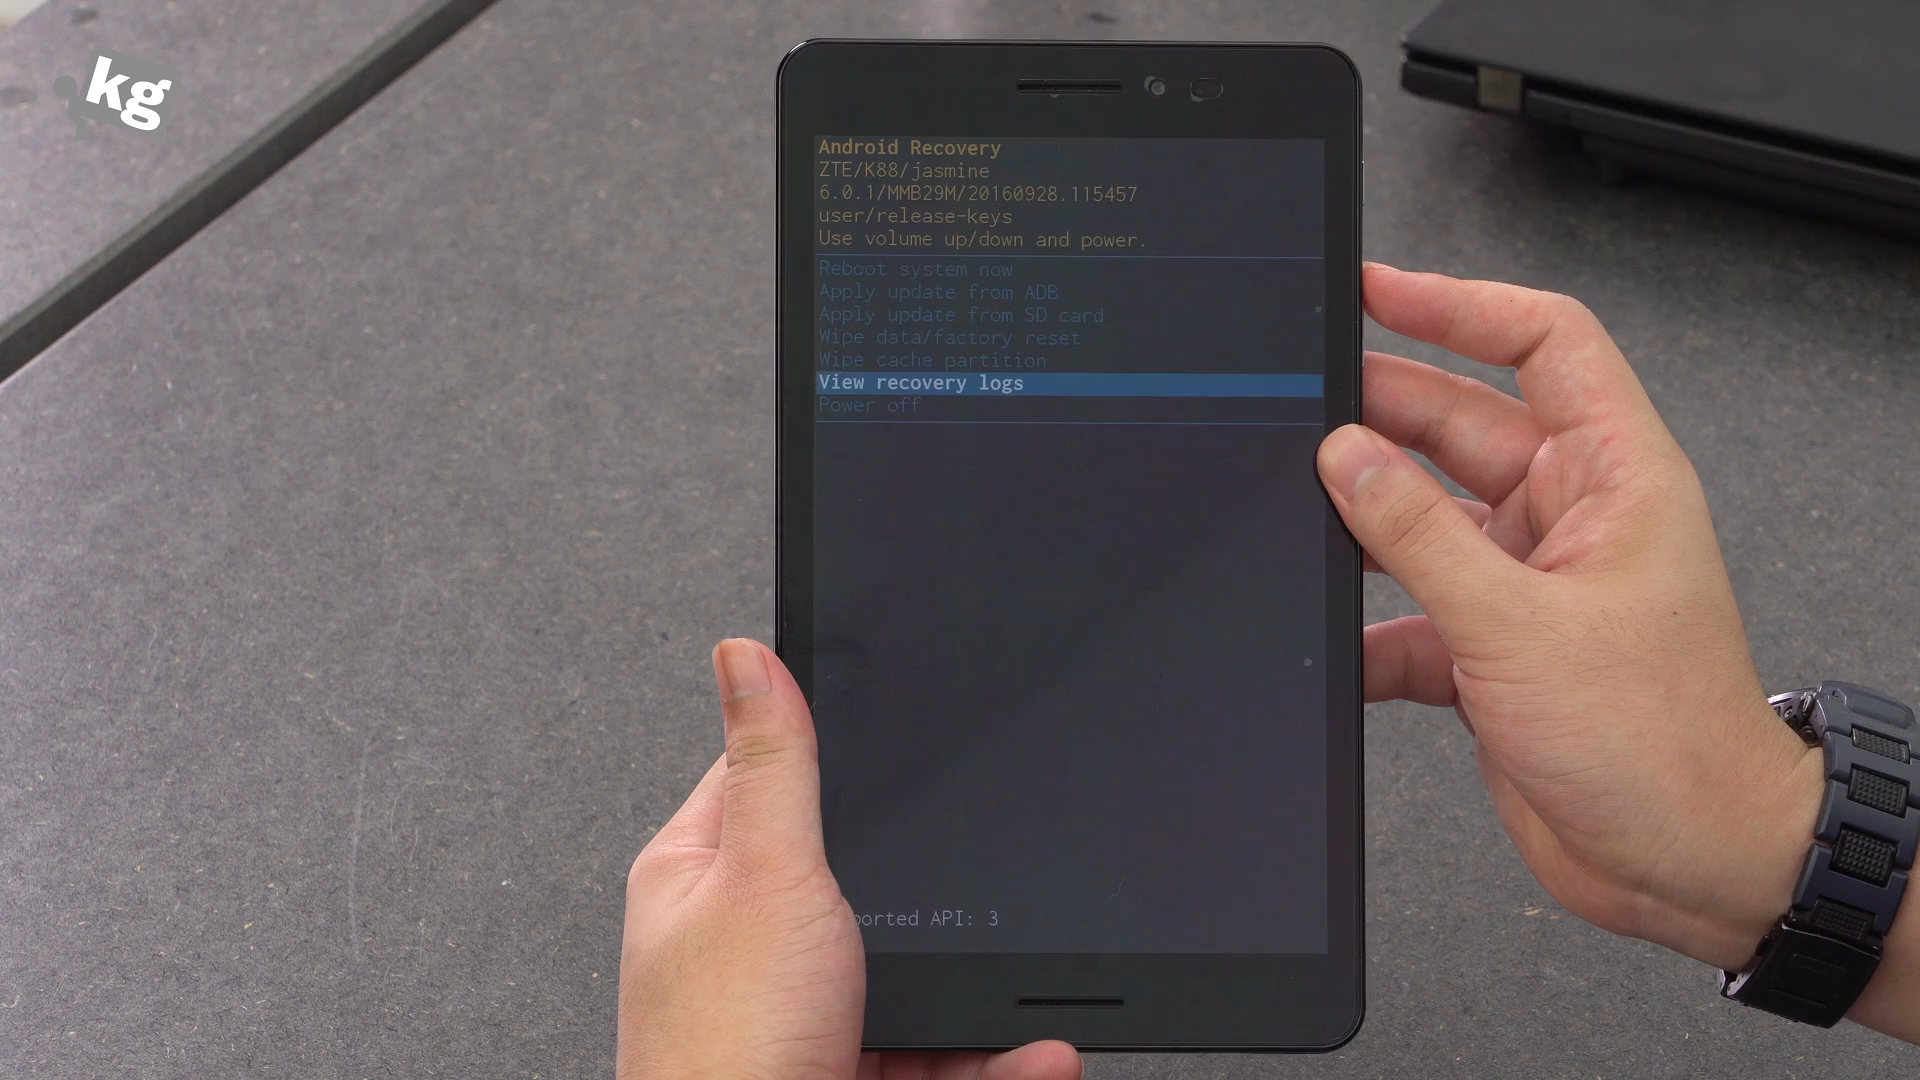 kg
Android Recovery
ZTE/K88/jasmine
6.0.1/MMB29M/20160928.115457
user/release-keys
Use volume up/down and power.
Reboot system now
Apply update from ADB
Apply update from SD card
Wipe data/factory reset
Wipe cache partition
View recovery logs
Power off
ported API: 3